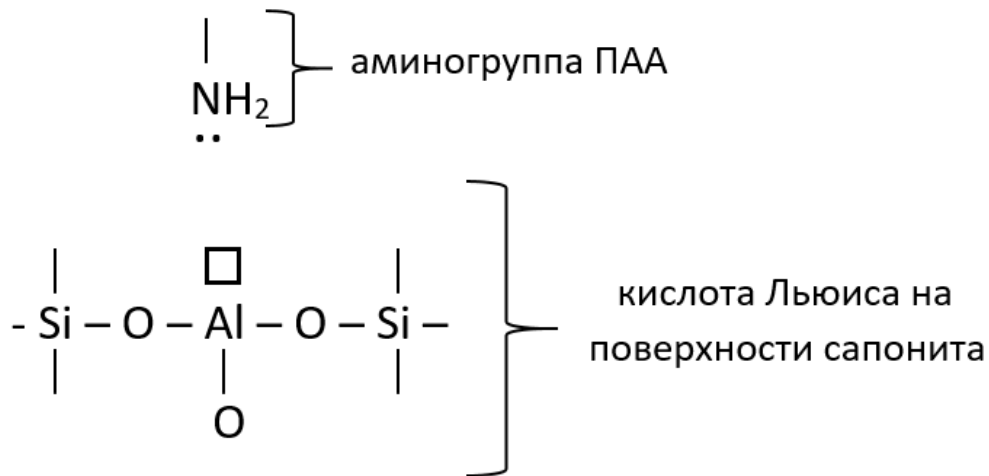 аминогруппа ПАА
NH₂
кислота Льюиса на
поверхности сапонита
- Si – O – Al – O – Si –
O